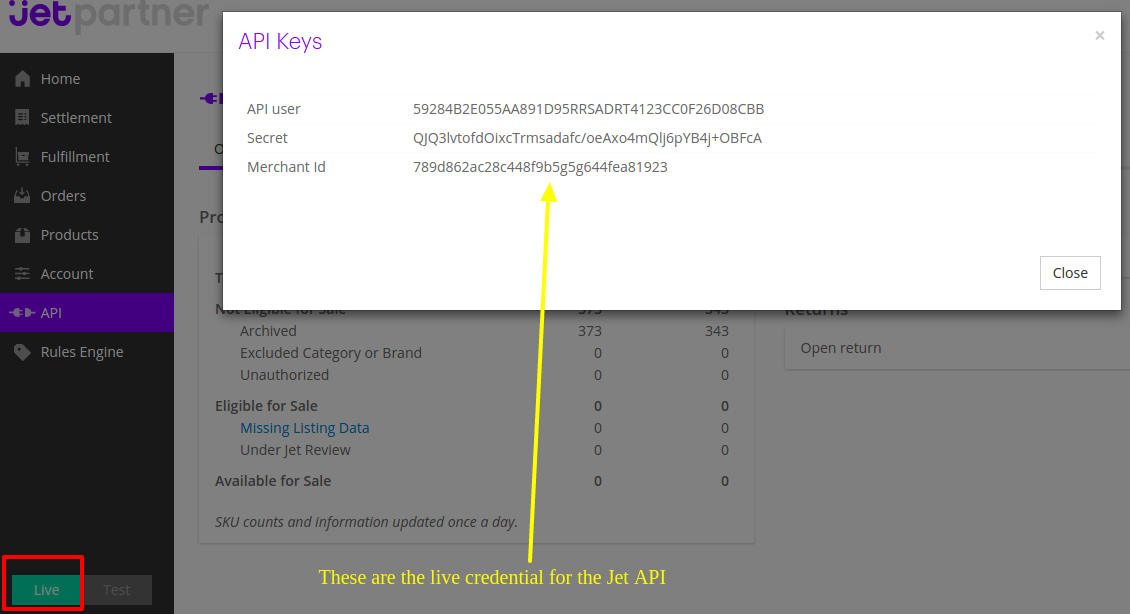 jetpartner
API Keys
×
API user 59284B2E055AA891D95RRSADRT4123CC0F26D08CBB
Secret QJQ3lvtofdOixcTrmsadafc/oeAxo4mQlj6pYB4j+OBFcA
Merchant Id 789d862ac28c448f9b5g5g644fea81923
Close
Home
Settlement
Fulfillment
Orders
Products
Account
API
Rules Engine
Not Eligible for Sale 373 343
Archived 373 343
Excluded Category or Brand 0 0
Unauthorized 0 0
Eligible for Sale 0 0
Missing Listing Data 0 0
Under Jet Review 0 0
Available for Sale 0 0
SKU counts and information updated once a day.
Returns
Open return
Live Test
These are the live credential for the Jet API